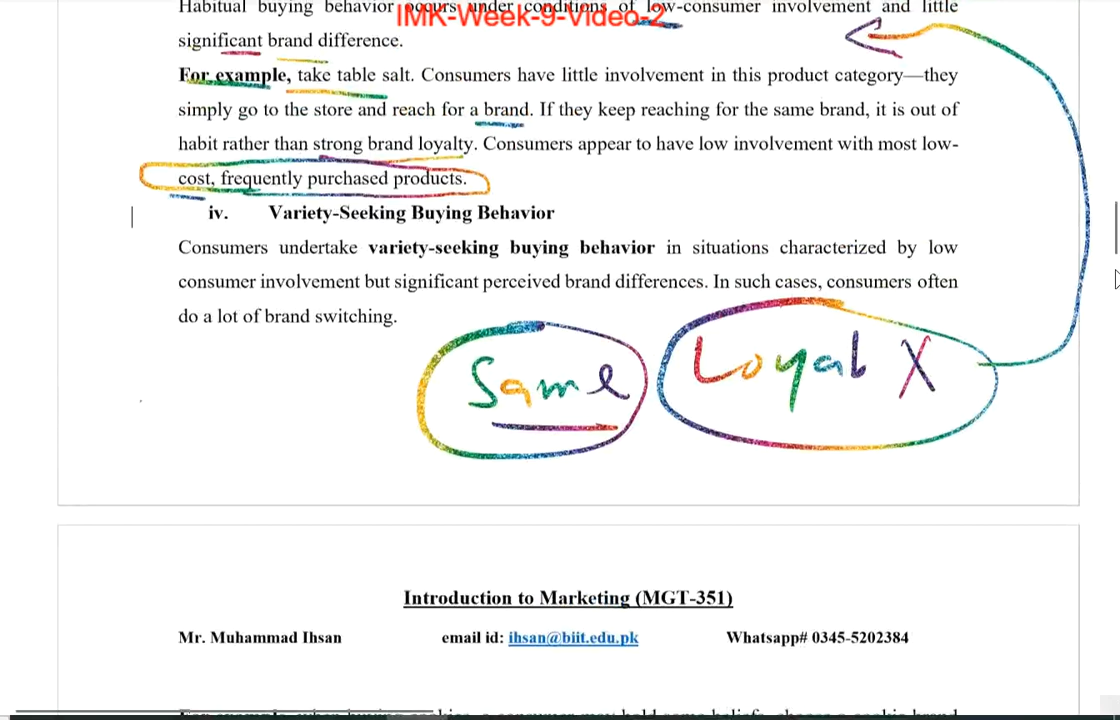 Habitual buying behavior occurs under conditions of low-consumer involvement and little
IMK-Week-9-Video-2
significant brand difference.
For example, take table salt. Consumers have little involvement in this product category—they
simply go to the store and reach for a brand. If they keep reaching for the same brand, it is out of
habit rather than strong brand loyalty. Consumers appear to have low involvement with most low-
cost, frequently purchased products.
iv. Variety-Seeking Buying Behavior
Consumers undertake variety-seeking buying behavior in situations characterized by low
consumer involvement but significant perceived brand differences. In such cases, consumers often
do a lot of brand switching.
Same Loyal X
Introduction to Marketing (MGT-351)
Mr. Muhammad Ihsan email id: ihsan@biit.edu.pk Whatsapp# 0345-5202384